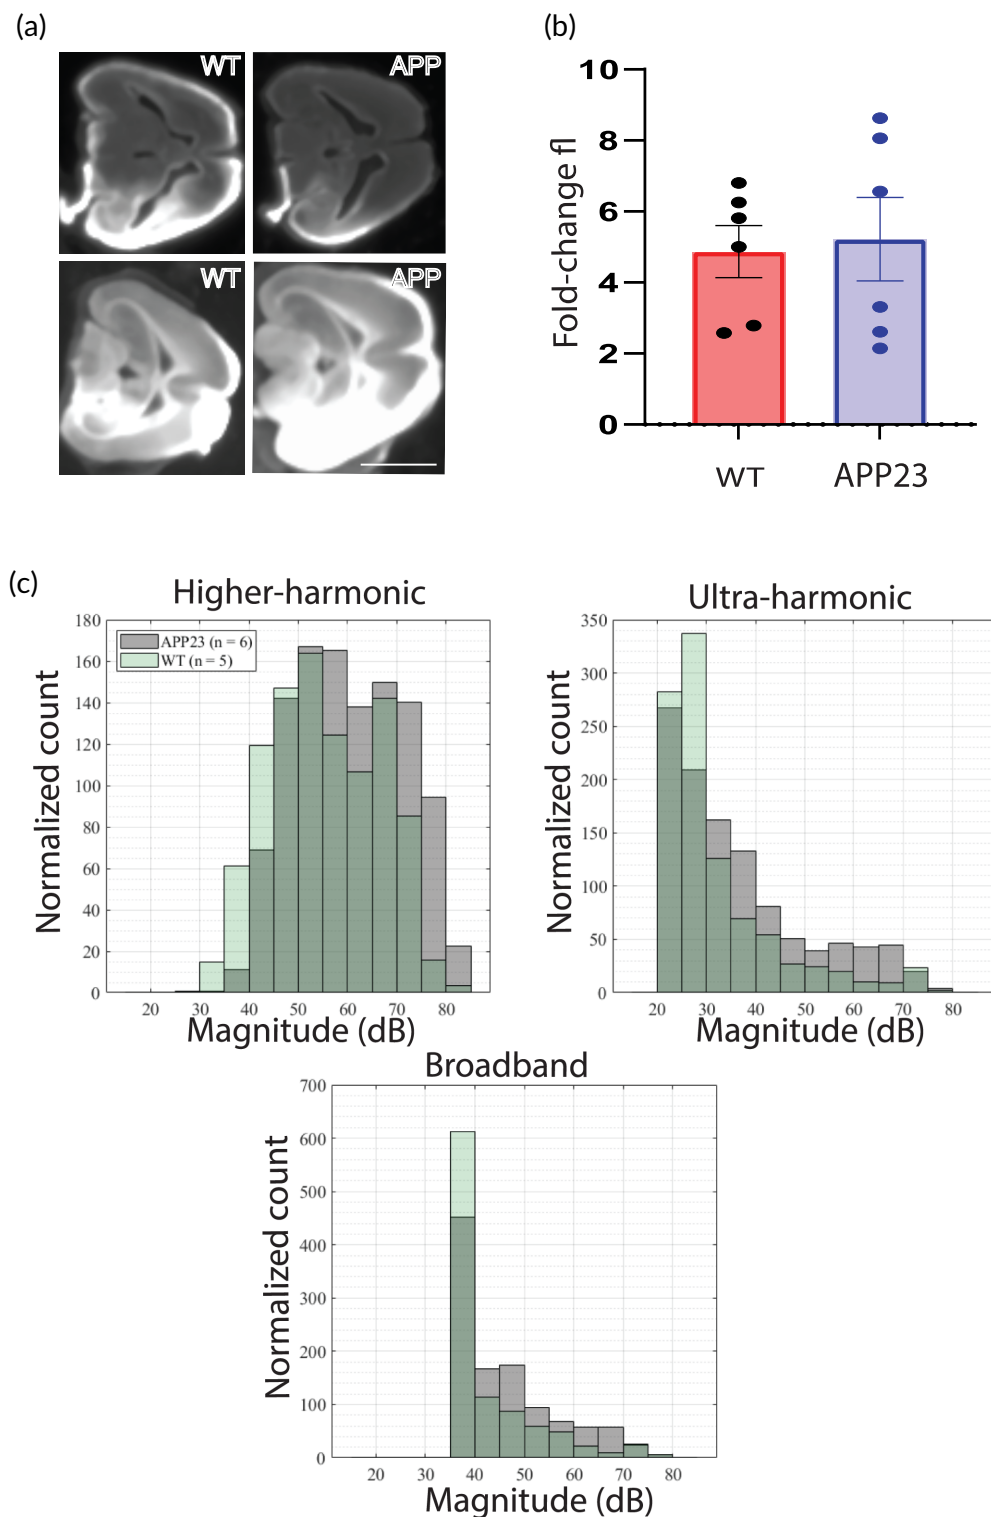 (a)
WT
APP
WT
APP
(b)
Fold-change fl
10
8
6
4
2
0
WT
APP23
(c)
Higher-harmonic
Normalized count
180
160
140
120
100
80
60
40
20
0
APP23 (n = 6)
WT (n = 5)
20 30 40 50 60 70 80
Magnitude (dB)
Ultra-harmonic
Normalized count
350
300
250
200
150
100
50
0
20 30 40 50 60 70 80
Magnitude (dB)
Broadband
Normalized count
700
600
500
400
300
200
100
0
20 30 40 50 60 70 80
Magnitude (dB)